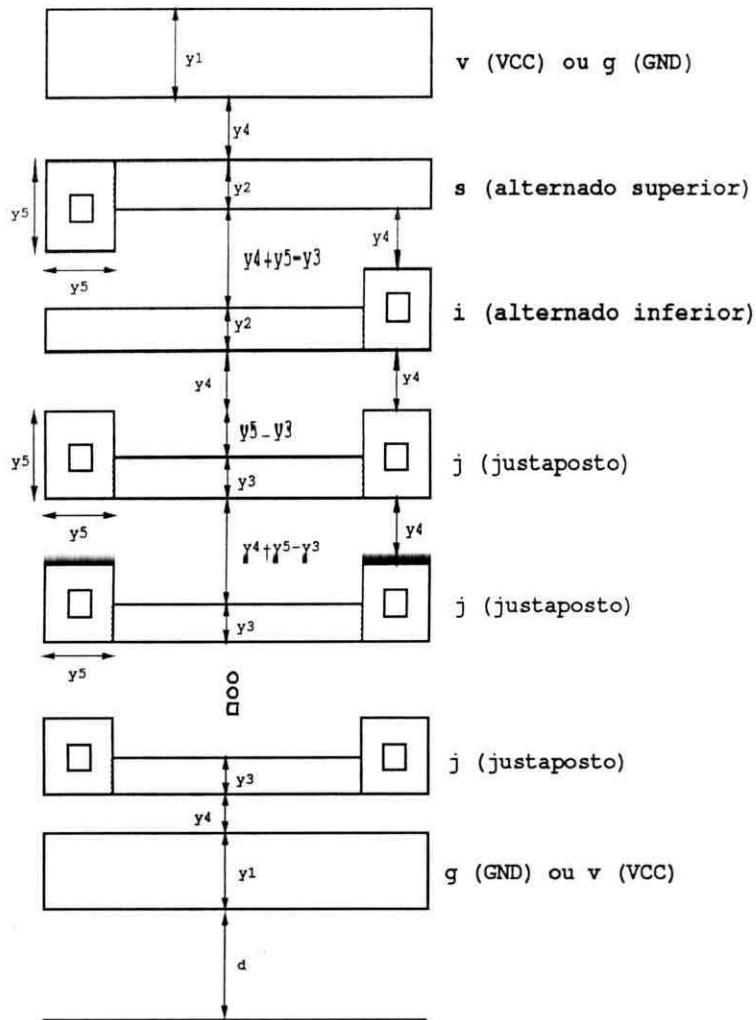 y1
v (VCC) ou g (GND)
y4
y2
s (alternado superior)
y5
y4
y4+y5-y3
y5
y2
i (alternado inferior)
y4
y4
y5-y3
y5
j (justaposto)
y3
y5
y4
y4+y5-y3
j (justaposto)
y3
y5
j (justaposto)
y3
y4
y1
g (GND) ou v (VCC)
d